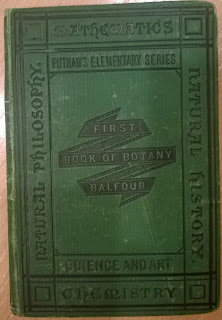 MATHEMATICS
PUTNAM'S ELEMENTARY SERIES
NATURAL PHILOSOPHY.
NATURAL HISTORY.
FIRST
BOOK OF BOTANY
BALFOUR
SCIENCE AND ART
CHEMISTRY